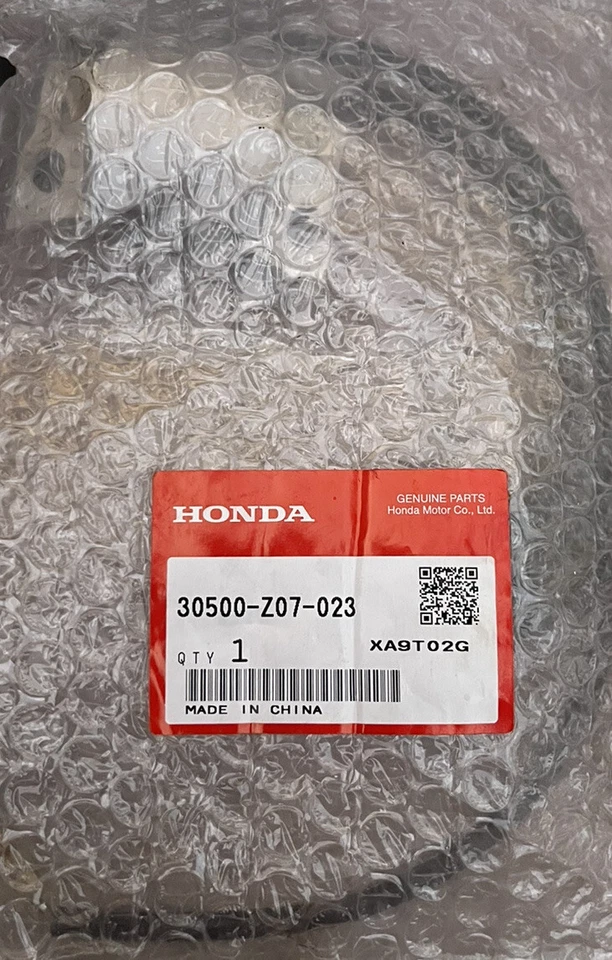 HONDA
GENUINE PARTS
Honda Motor Co., Ltd.
30500-Z07-023
XA9T02G
QTY 1
MADE IN CHINA